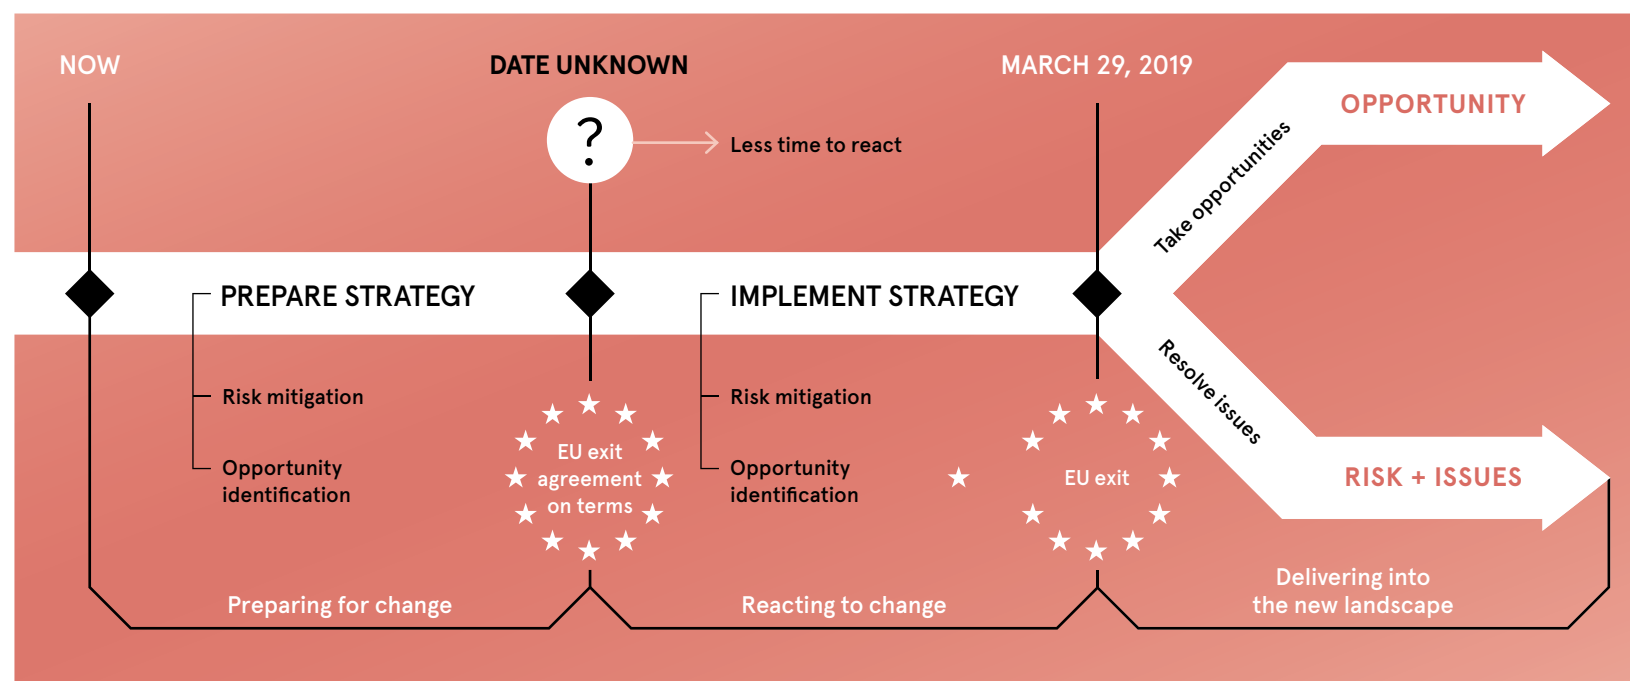 NOW
DATE UNKNOWN
MARCH 29, 2019
?
Less time to react
OPPORTUNITY
Take opportunities
PREPARE STRATEGY
Risk mitigation
Opportunity
identification
IMPLEMENT STRATEGY
Risk mitigation
Opportunity
identification
EU exit
agreement
on terms
EU exit
Resolve issues
RISK + ISSUES
Preparing for change
Reacting to change
Delivering into
the new landscape